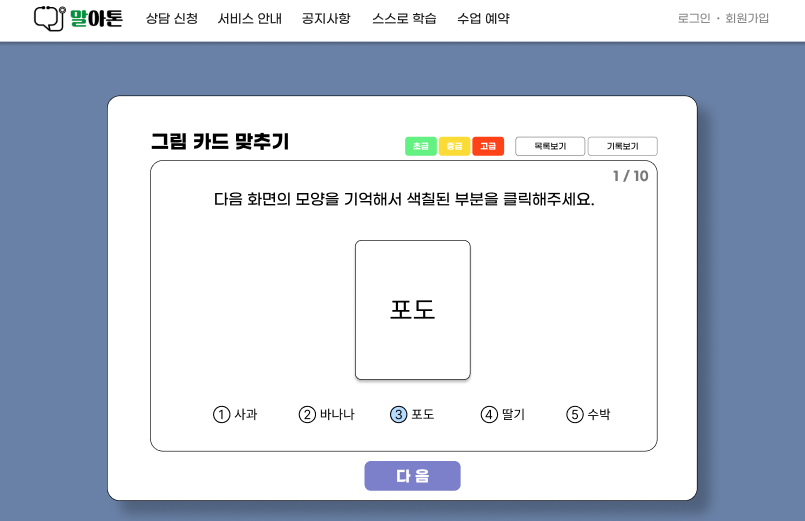 말아톤 상담 신청 서비스 안내 공지사항 스스로 학습 수업 예약 로그인 · 회원가입
그림 카드 맞추기 초급 중급 고급 목록보기 기록보기
1 / 10
다음 화면의 모양을 기억해서 색칠된 부분을 클릭해주세요.
포도
① 사과 ② 바나나 ③ 포도 ④ 딸기 ⑤ 수박
다 음